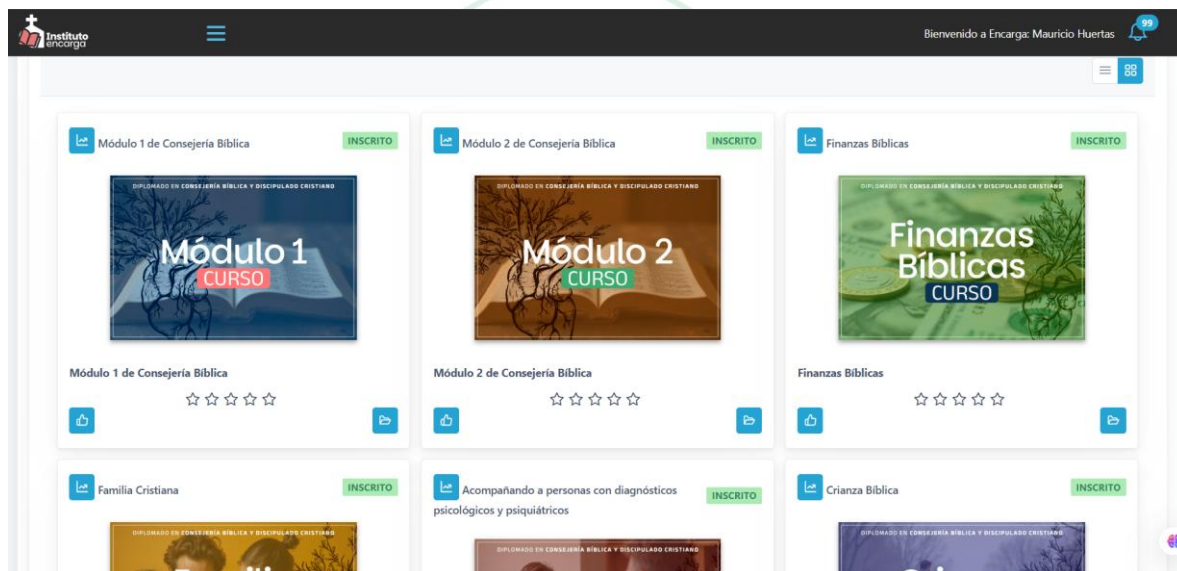 Instituto
encarga
Bienvenido a Encarga: Mauricio Huertas
99
Módulo 1 de Consejería Bíblica
INSCRITO
DIPLOMADO EN CONSEJERÍA BÍBLICA Y DISCIPULADO CRISTIANO
Módulo 1
CURSO
Módulo 1 de Consejería Bíblica
Módulo 2 de Consejería Bíblica
INSCRITO
DIPLOMADO EN CONSEJERÍA BÍBLICA Y DISCIPULADO CRISTIANO
Módulo 2
CURSO
Módulo 2 de Consejería Bíblica
Finanzas Bíblicas
INSCRITO
DIPLOMADO EN CONSEJERÍA BÍBLICA Y DISCIPULADO CRISTIANO
Finanzas
Bíblicas
CURSO
Finanzas Bíblicas
Familia Cristiana
INSCRITO
DIPLOMADO EN CONSEJERÍA BÍBLICA Y DISCIPULADO CRISTIANO
Acompañando a personas con diagnósticos
psicológicos y psiquiátricos
INSCRITO
DIPLOMADO EN CONSEJERÍA BÍBLICA Y DISCIPULADO CRISTIANO
Crianza Bíblica
INSCRITO
DIPLOMADO EN CONSEJERÍA BÍBLICA Y DISCIPULADO CRISTIANO